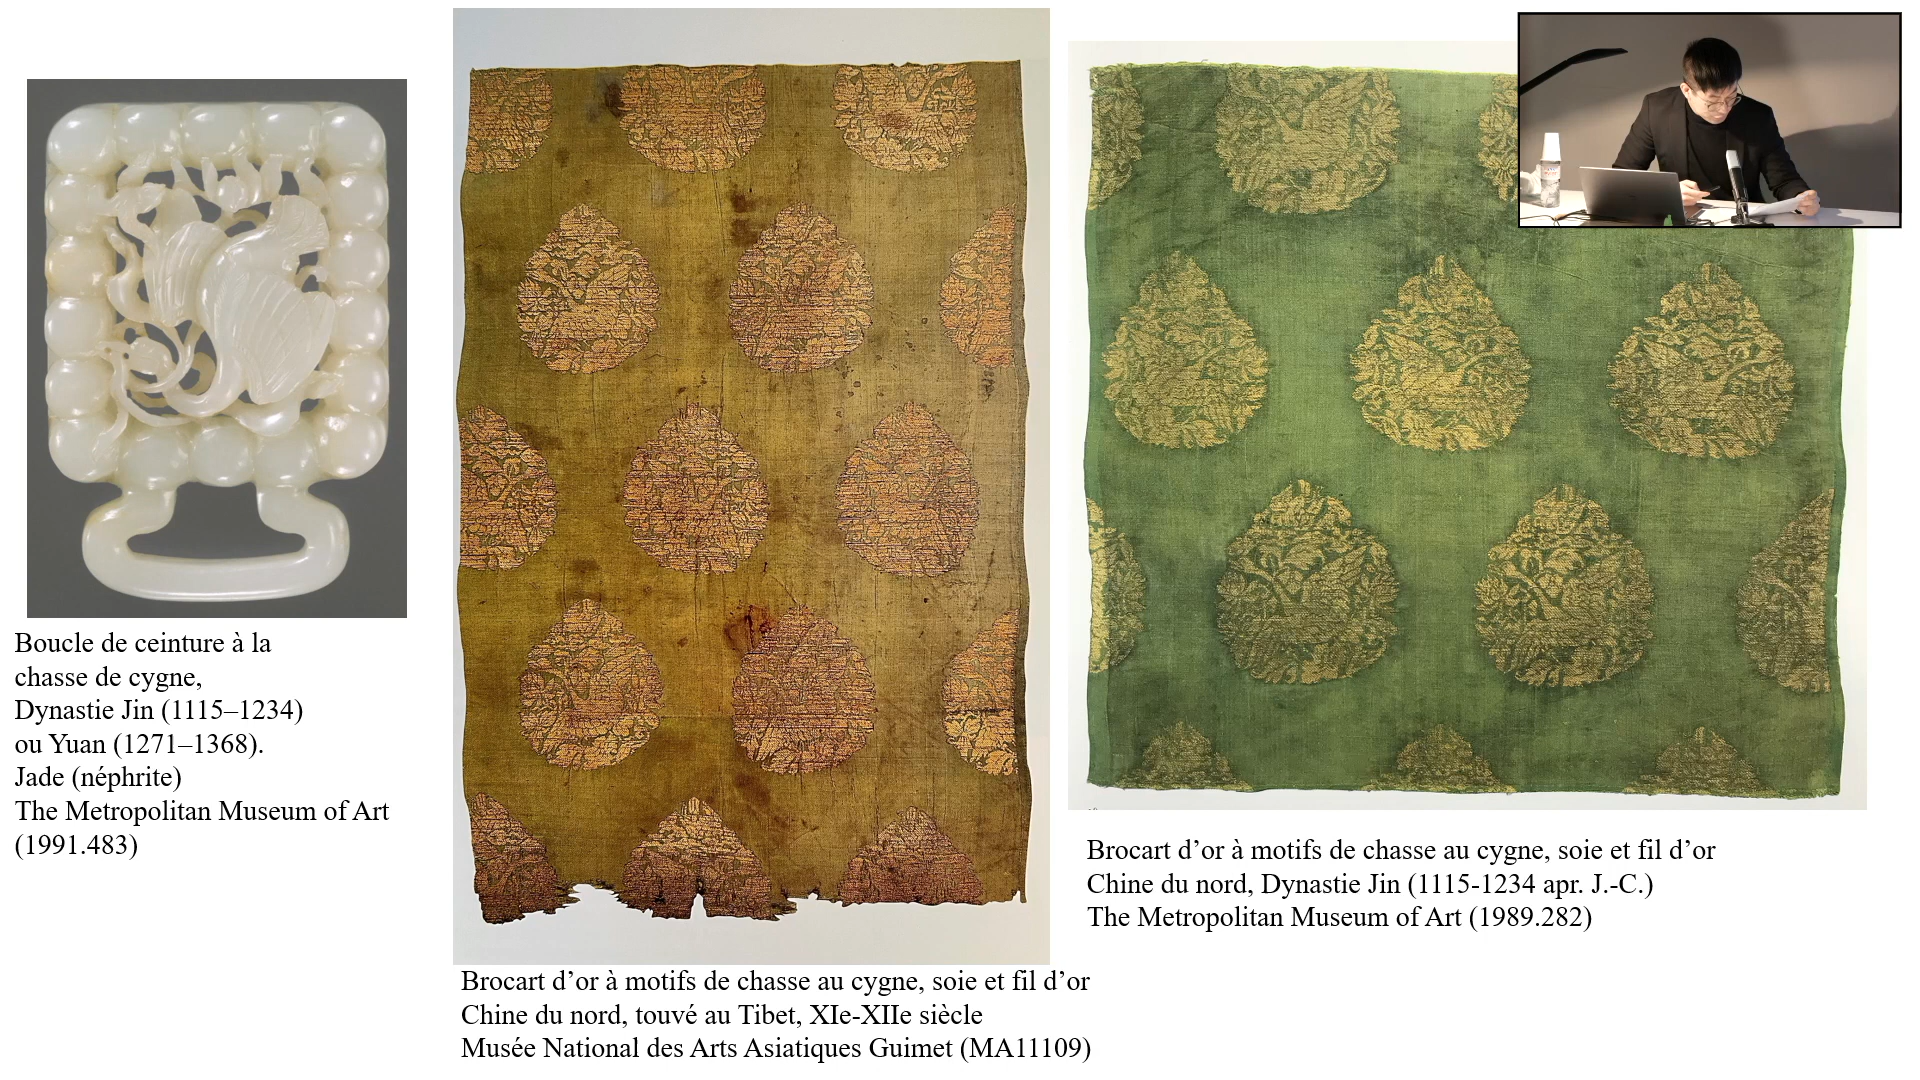 Boucle de ceinture à la
chasse de cygne,
Dynastie Jin (1115–1234)
ou Yuan (1271–1368).
Jade (néphrite)
The Metropolitan Museum of Art
(1991.483)
Brocart d’or à motifs de chasse au cygne, soie et fil d’or
Chine du nord, touvé au Tibet, XIe-XIIe siècle
Musée National des Arts Asiatiques Guimet (MA11109)
Brocart d’or à motifs de chasse au cygne, soie et fil d’or
Chine du nord, Dynastie Jin (1115-1234 apr. J.-C.)
The Metropolitan Museum of Art (1989.282)